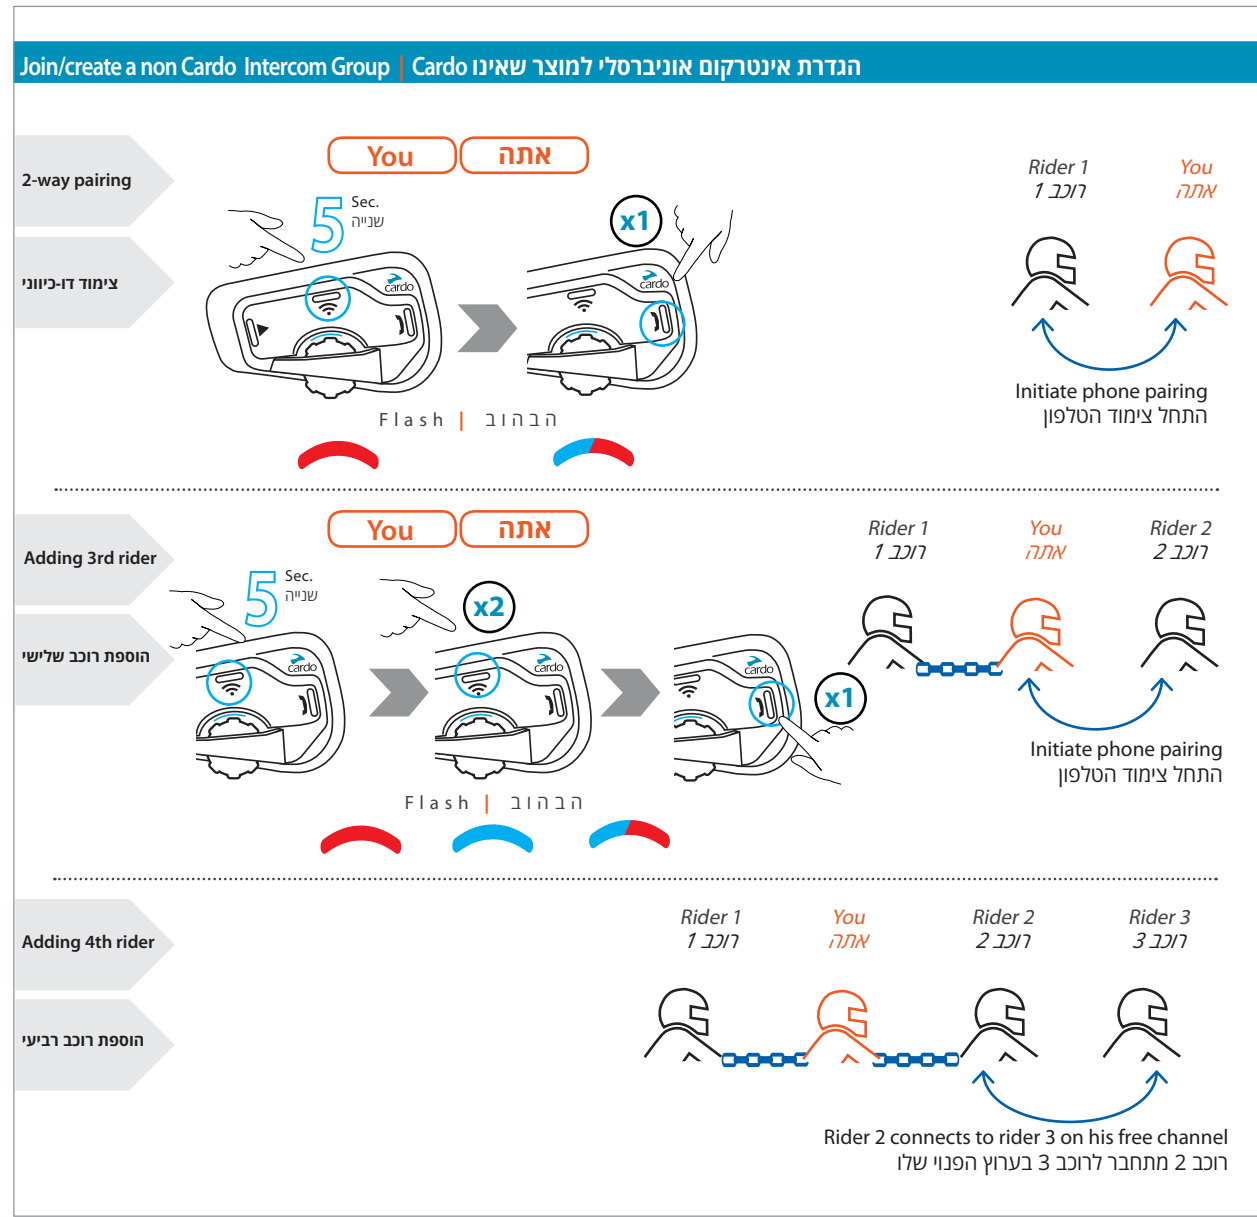 Join/create a non Cardo Intercom Group | הגדרת אינטרקום אוניברסלי למוצר שאינו Cardo
2-way pairing
צימוד דו-כיווני
You
אתה
5 Sec.
שנייה
x1
cardo
cardo
Flash | הבהוב
Rider 1
רוכב 1
You
אתה
Initiate phone pairing
התחל צימוד הטלפון
Adding 3rd rider
הוספת רוכב שלישי
You
אתה
5 Sec.
שנייה
x2
x1
cardo
cardo
cardo
Flash | הבהוב
Rider 1
רוכב 1
You
אתה
Rider 2
רוכב 2
Initiate phone pairing
התחל צימוד הטלפון
Adding 4th rider
הוספת רוכב רביעי
Rider 1
רוכב 1
You
אתה
Rider 2
רוכב 2
Rider 3
רוכב 3
Rider 2 connects to rider 3 on his free channel
רוכב 2 מתחבר לרוכב 3 בערוץ הפנוי שלו